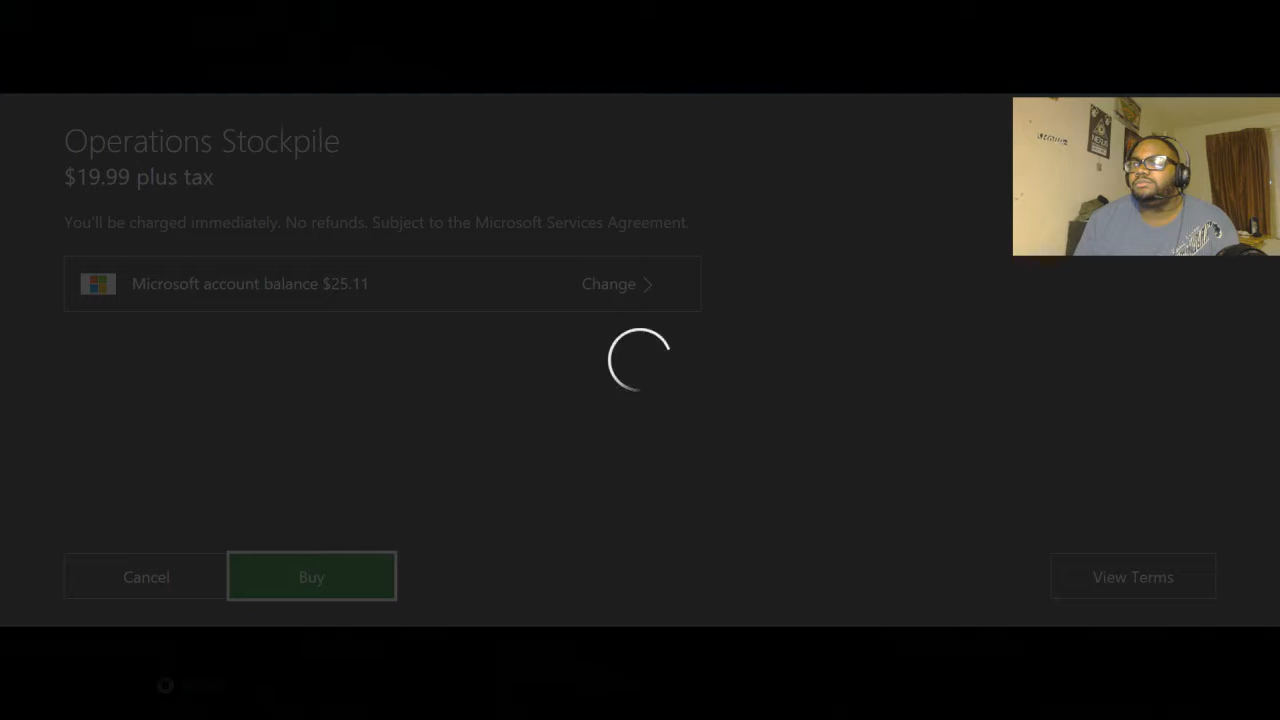 Operations Stockpile
$19.99 plus tax
You'll be charged immediately. No refunds. Subject to the Microsoft Services Agreement.
Microsoft account balance $25.11
Change
Cancel
Buy
View Terms